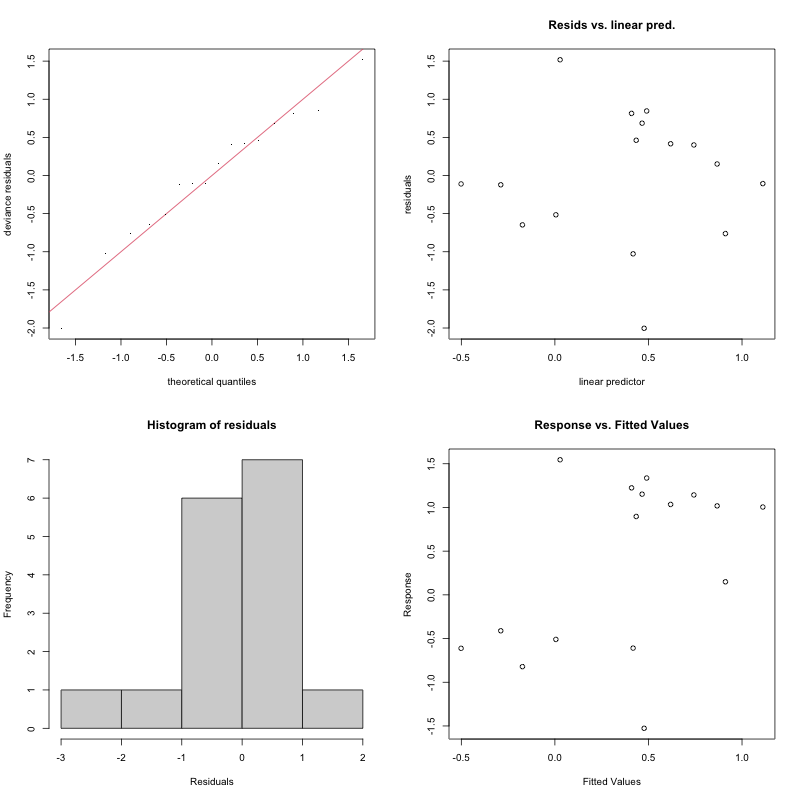 deviance residuals
1.5
1.0
0.5
0.0
-0.5
-1.0
-1.5
-2.0
-1.5 -1.0 -0.5 0.0 0.5 1.0 1.5
theoretical quantiles
Resids vs. linear pred.
residuals
1.5
1.0
0.5
0.0
-0.5
-1.0
-1.5
-2.0
-0.5 0.0 0.5 1.0
linear predictor
Histogram of residuals
Frequency
7
6
5
4
3
2
1
0
-3 -2 -1 0 1 2
Residuals
Response vs. Fitted Values
Response
1.5
1.0
0.5
0.0
-0.5
-1.0
-1.5
-0.5 0.0 0.5 1.0
Fitted Values